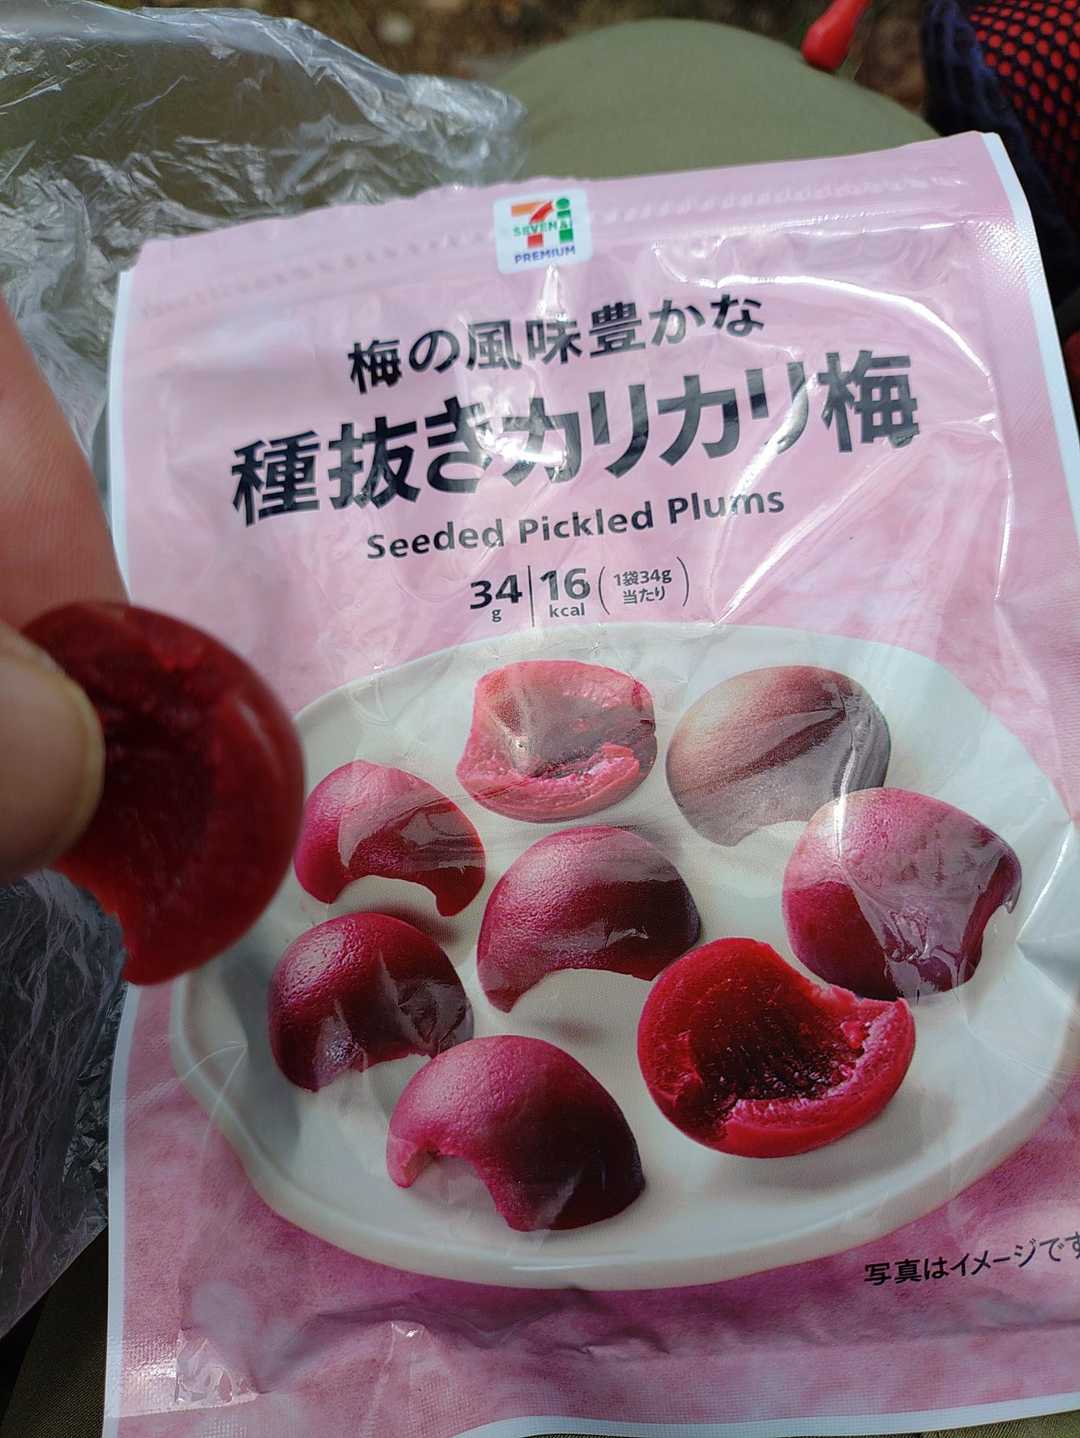 SEVEN&i
PREMIUM
梅の風味豊かな
種抜きカリカリ梅
Seeded Pickled Plums
34g 16kcal (1袋34g当たり)
写真はイメージです